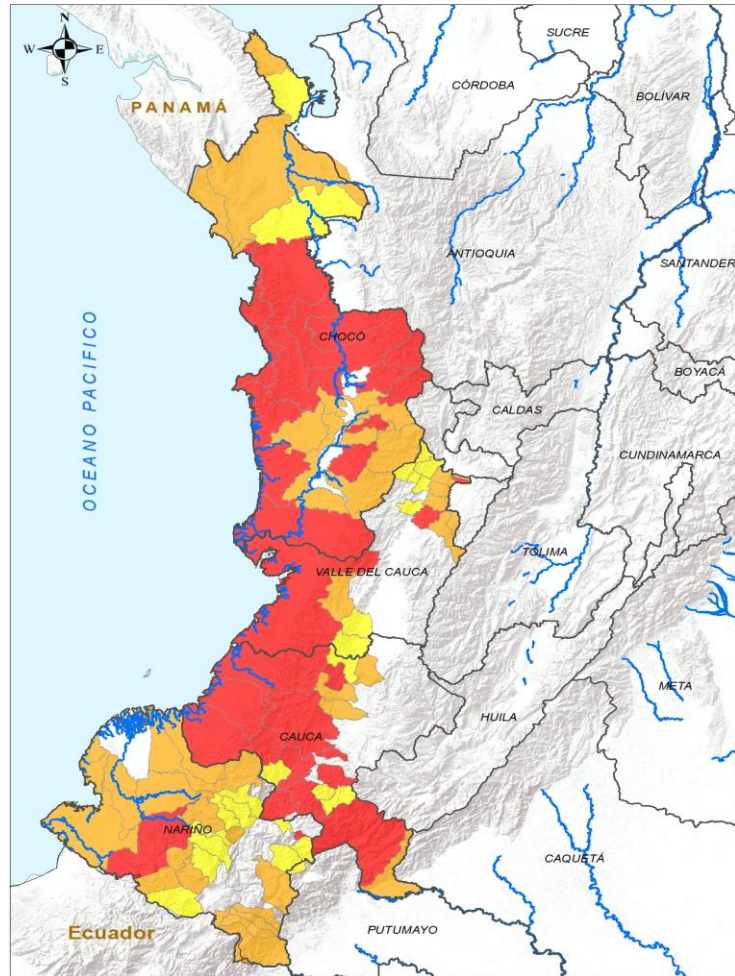 N
W E
S
SUCRE
CÓRDOBA
PANAMÁ
BOLÍVAR
ANTIOQUIA
SANTANDER
OCEANO PACIFICO
CHOCÓ
BOYACÁ
CALDAS
CUNDINAMARCA
TOLIMA
VALLE DEL CAUCA
META
HUILA
CAUCA
NARIÑO
CAQUETÁ
Ecuador
PUTUMAYO